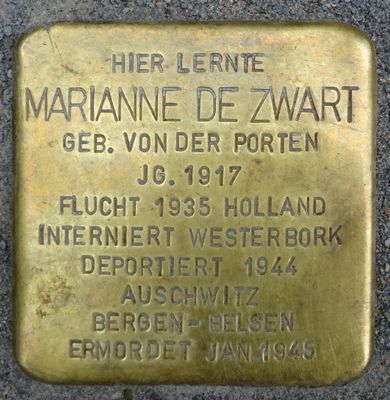 HIER LERNTE
MARIANNE DE ZWART
GEB. VON DER PORTEN
JG. 1917
FLUCHT 1935 HOLLAND
INTERNIERT WESTERBORK
DEPORTIERT 1944
AUSCHWITZ
BERGEN-BELSEN
ERMORDET JAN. 1945